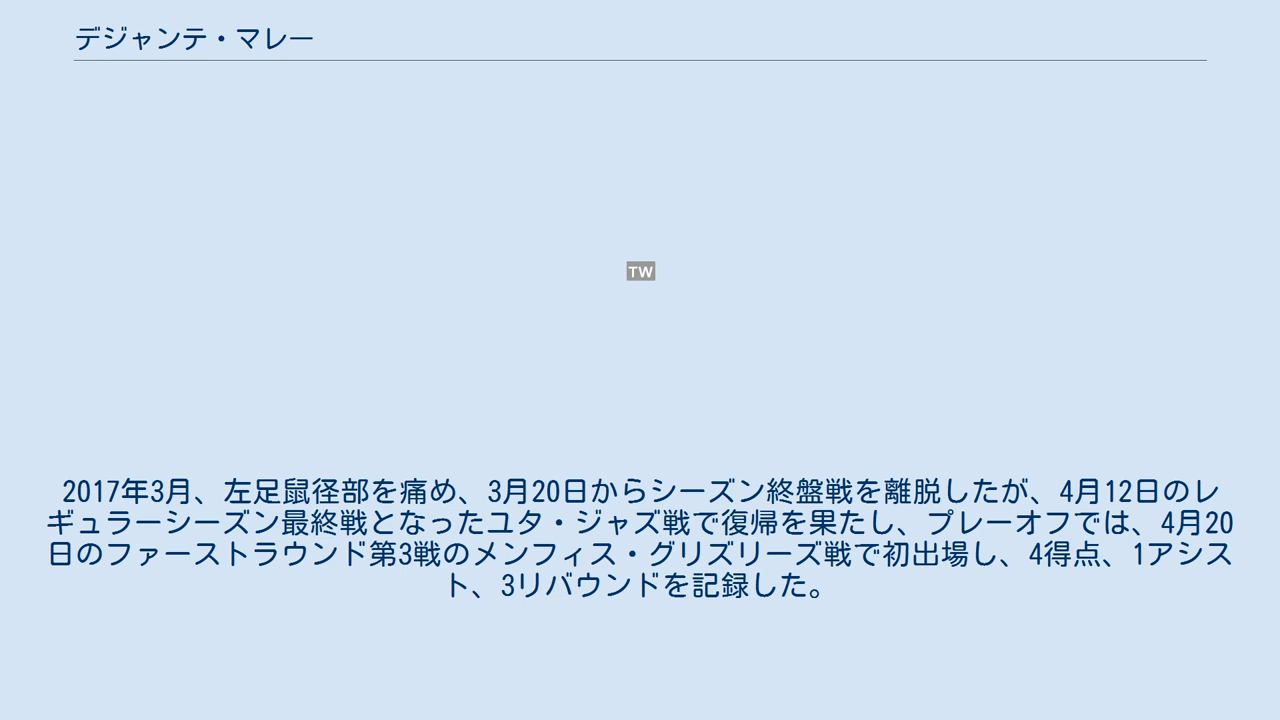 デジャンテ・マレー
TW
2017年3月、左足鼠径部を痛め、3月20日からシーズン終盤戦を離脱したが、4月12日のレ
ギュラーシーズン最終戦となったユタ・ジャズ戦で復帰を果たし、プレーオフでは、4月20
日のファーストラウンド第3戦のメンフィス・グリズリーズ戦で初出場し、4得点、1アシス
ト、3リバウンドを記録した。